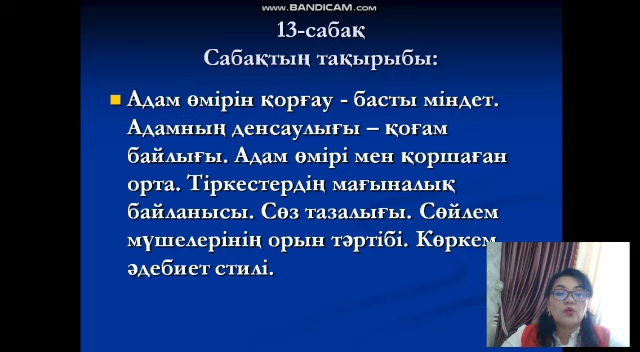 WWW.BANDICAM.COM
13-сабақ
Сабақтың тақырыбы:
Адам өмірін қорғау - басты міндет.
Адамның денсаулығы – қоғам
байлығы. Адам өмірі мен қоршаған
орта. Тіркестердің мағыналық
байланысы. Сөз тазалығы. Сөйлем
мүшелерінің орын тәртібі. Көркем
әдебиет стилі.